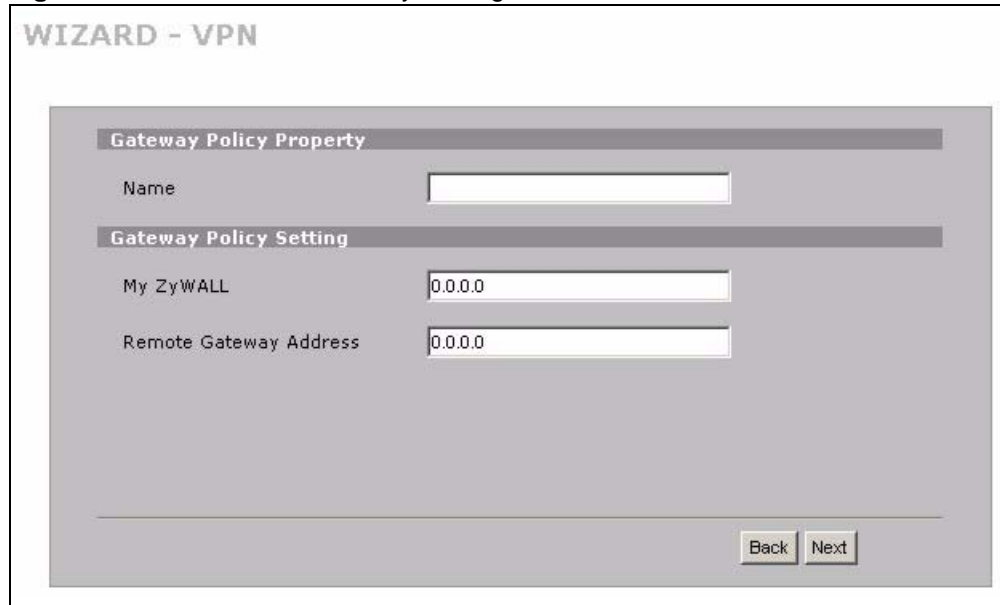 WIZARD - VPN
Gateway Policy Property
Name
Gateway Policy Setting
My ZyWALL 0.0.0.0
Remote Gateway Address 0.0.0.0
Back Next